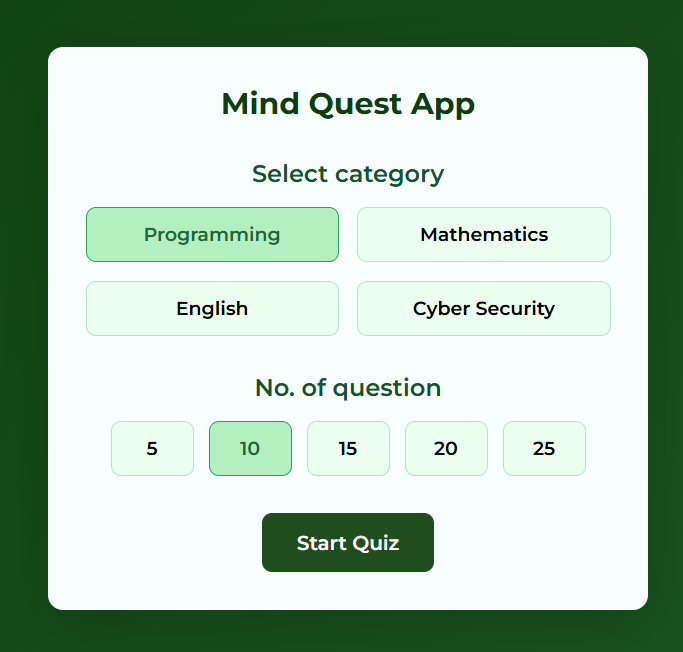 Mind Quest App
Select category
Programming Mathematics
English Cyber Security
No. of question
5 10 15 20 25
Start Quiz